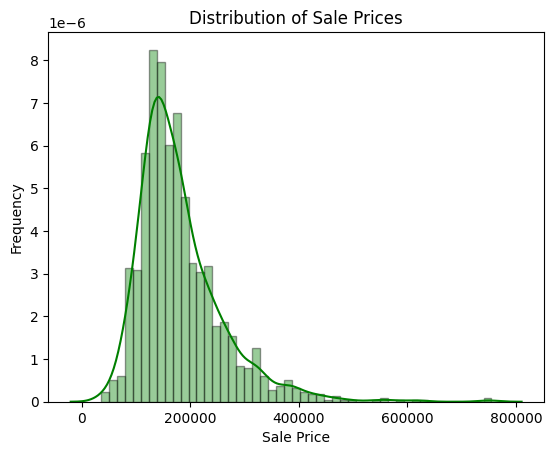 Distribution of Sale Prices
1e−6
8
7
6
5
4
3
2
1
0
Frequency
0 200000 400000 600000 800000
Sale Price